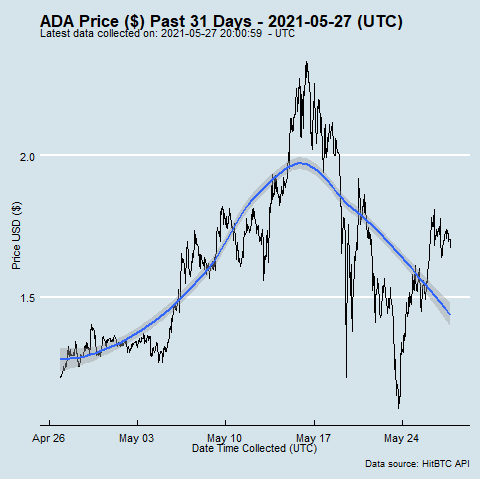 ADA Price ($) Past 31 Days - 2021-05-27 (UTC)
Latest data collected on: 2021-05-27 20:00:59 - UTC
2.0
1.5
Price USD ($)
Apr 26 May 03 May 10 May 17 May 24
Date Time Collected (UTC)
Data source: HitBTC API